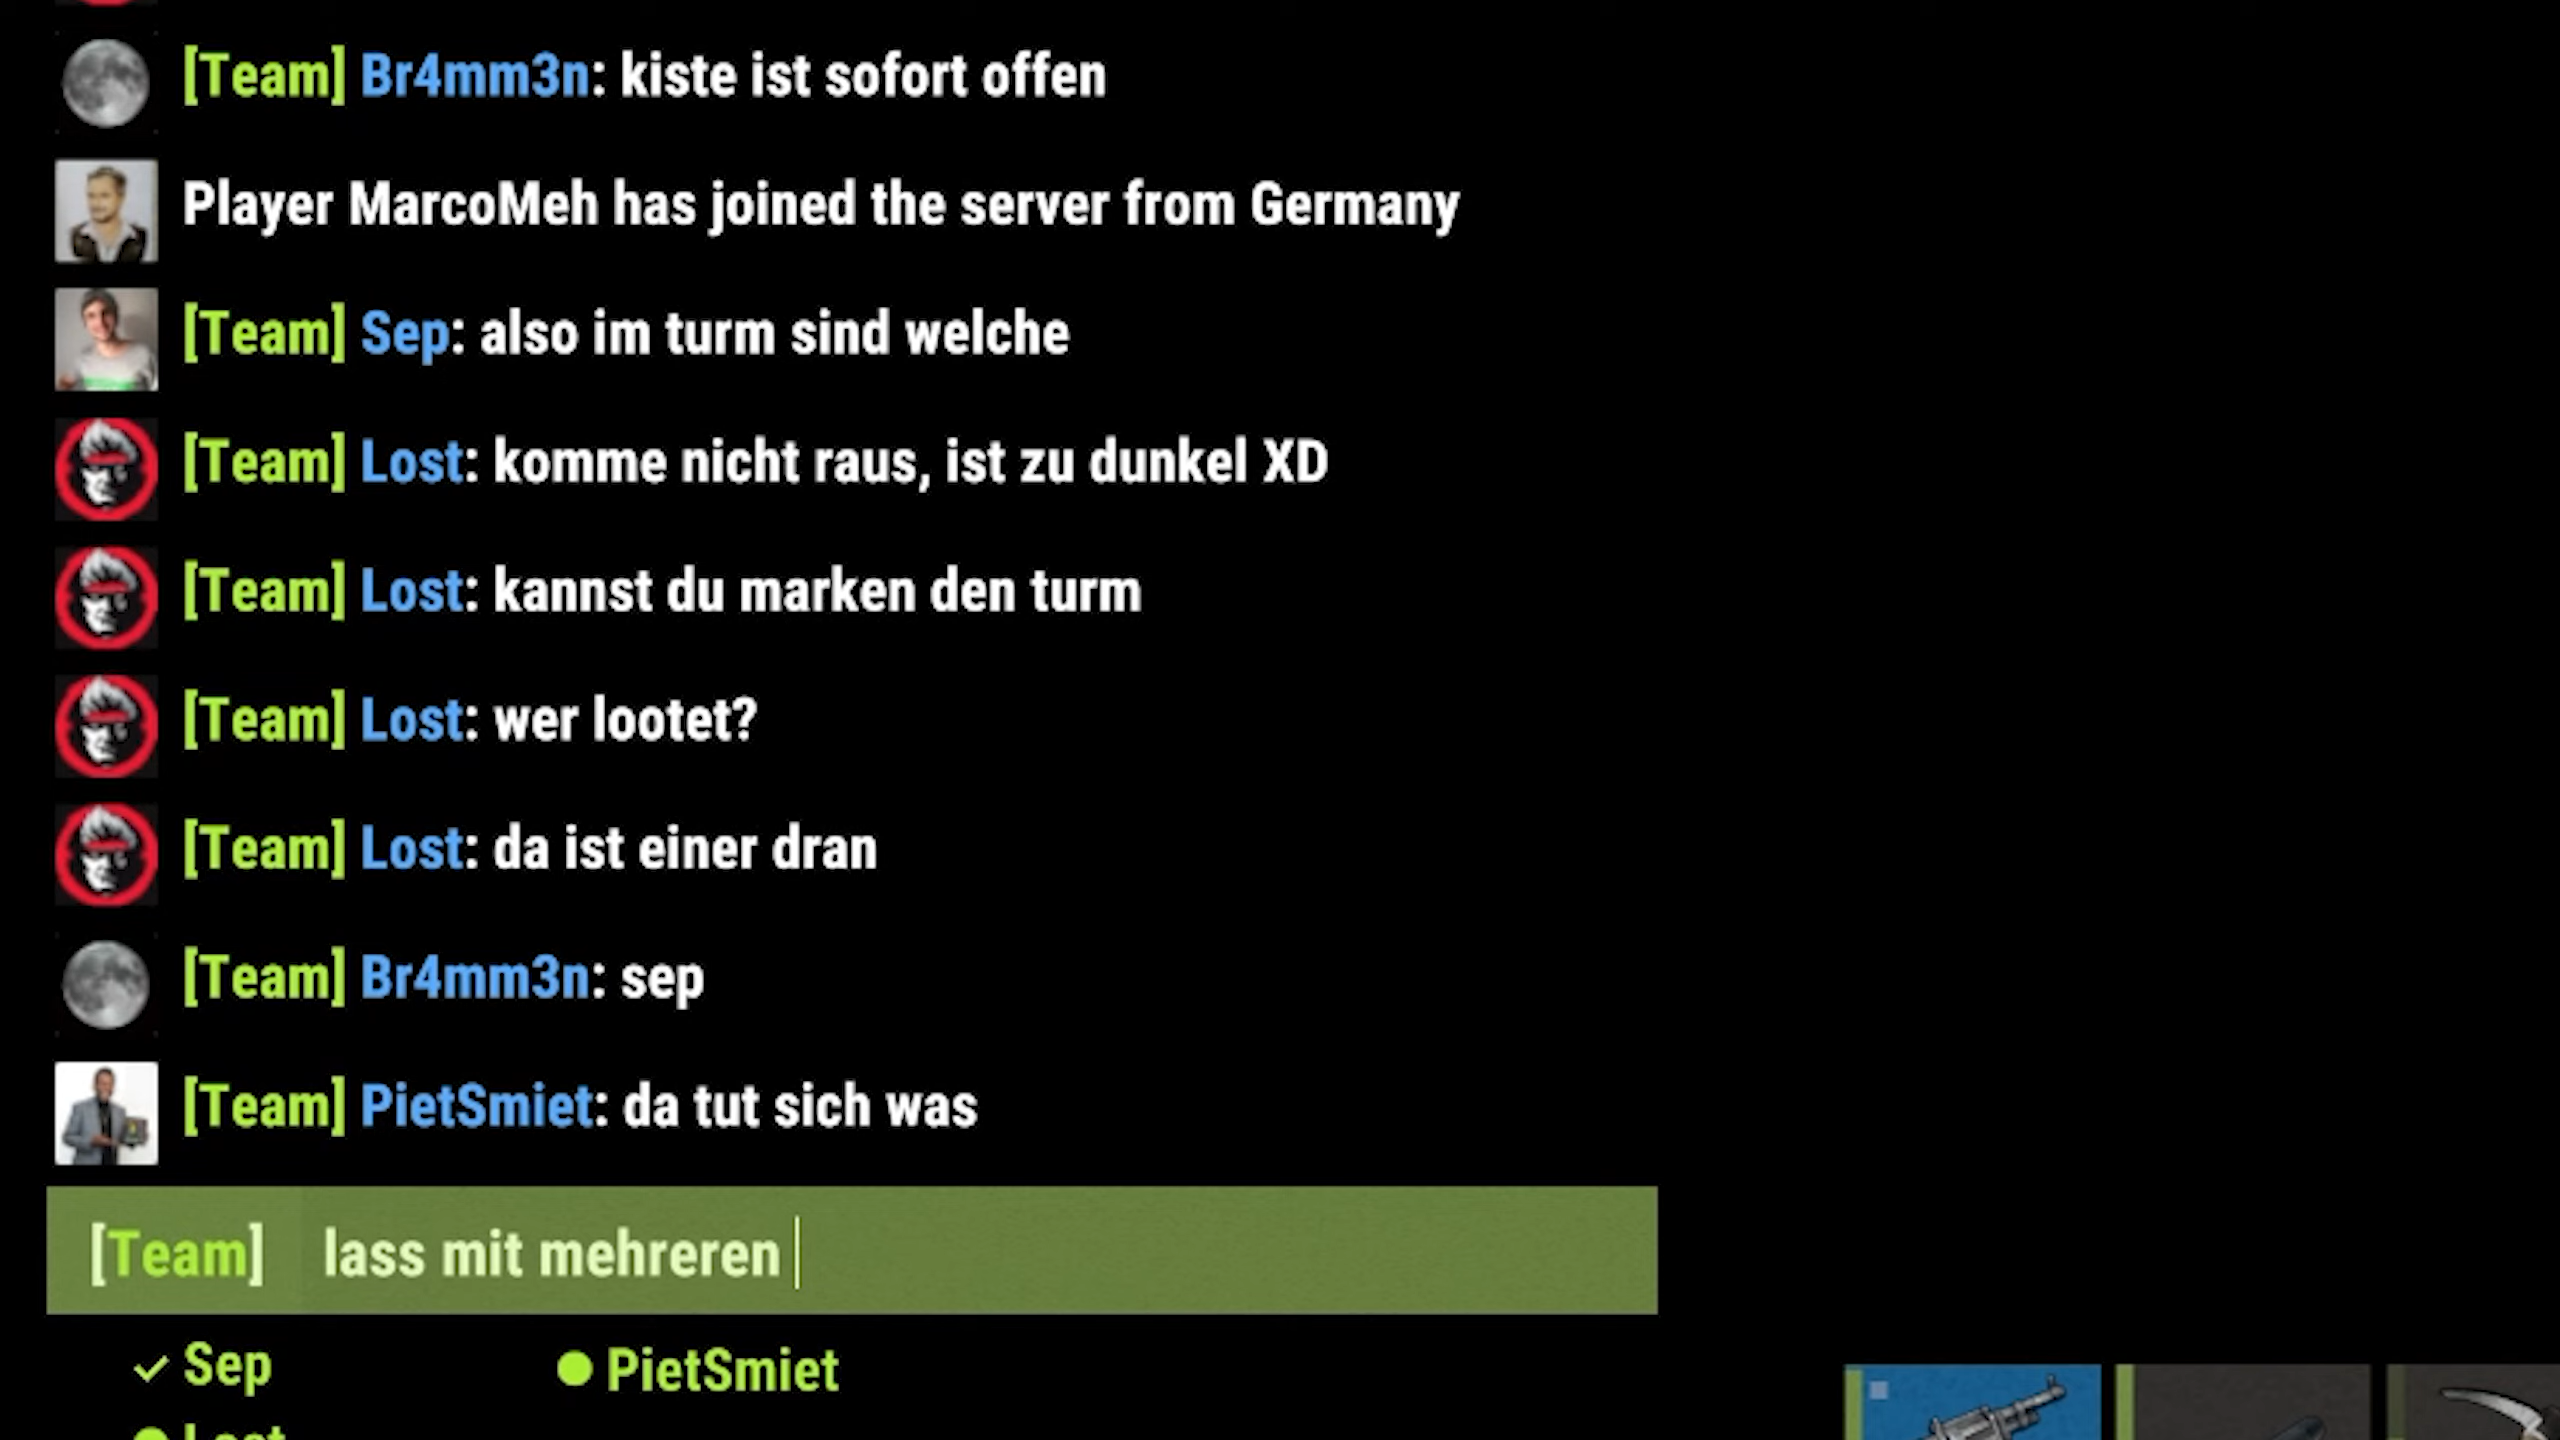 [Team] Br4mm3n: kiste ist sofort offen
Player MarcoMeh has joined the server from Germany
[Team] Sep: also im turm sind welche
[Team] Lost: komme nicht raus, ist zu dunkel XD
[Team] Lost: kannst du marken den turm
[Team] Lost: wer lootet?
[Team] Lost: da ist einer dran
[Team] Br4mm3n: sep
[Team] PietSmiet: da tut sich was
[Team] lass mit mehreren
✓ Sep ● PietSmiet
● Lost